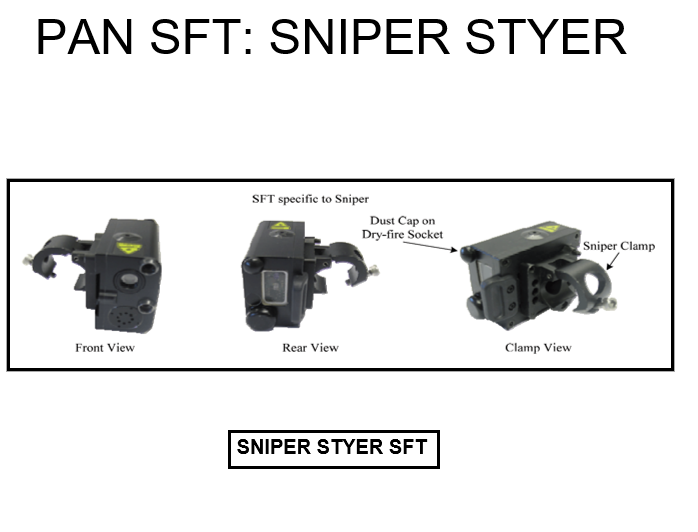 PAN SFT: SNIPER STYER
SFT specific to Sniper
Dust Cap on
Dry-fire Socket
Sniper Clamp
Front View
Rear View
Clamp View
SNIPER STYER SFT